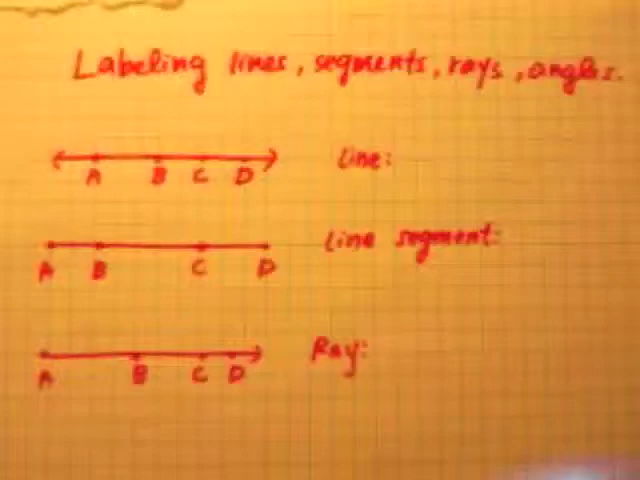 Labeling lines, segments, rays, angles.
A B C D Line:
A B C D Line segment:
A B C D Ray: